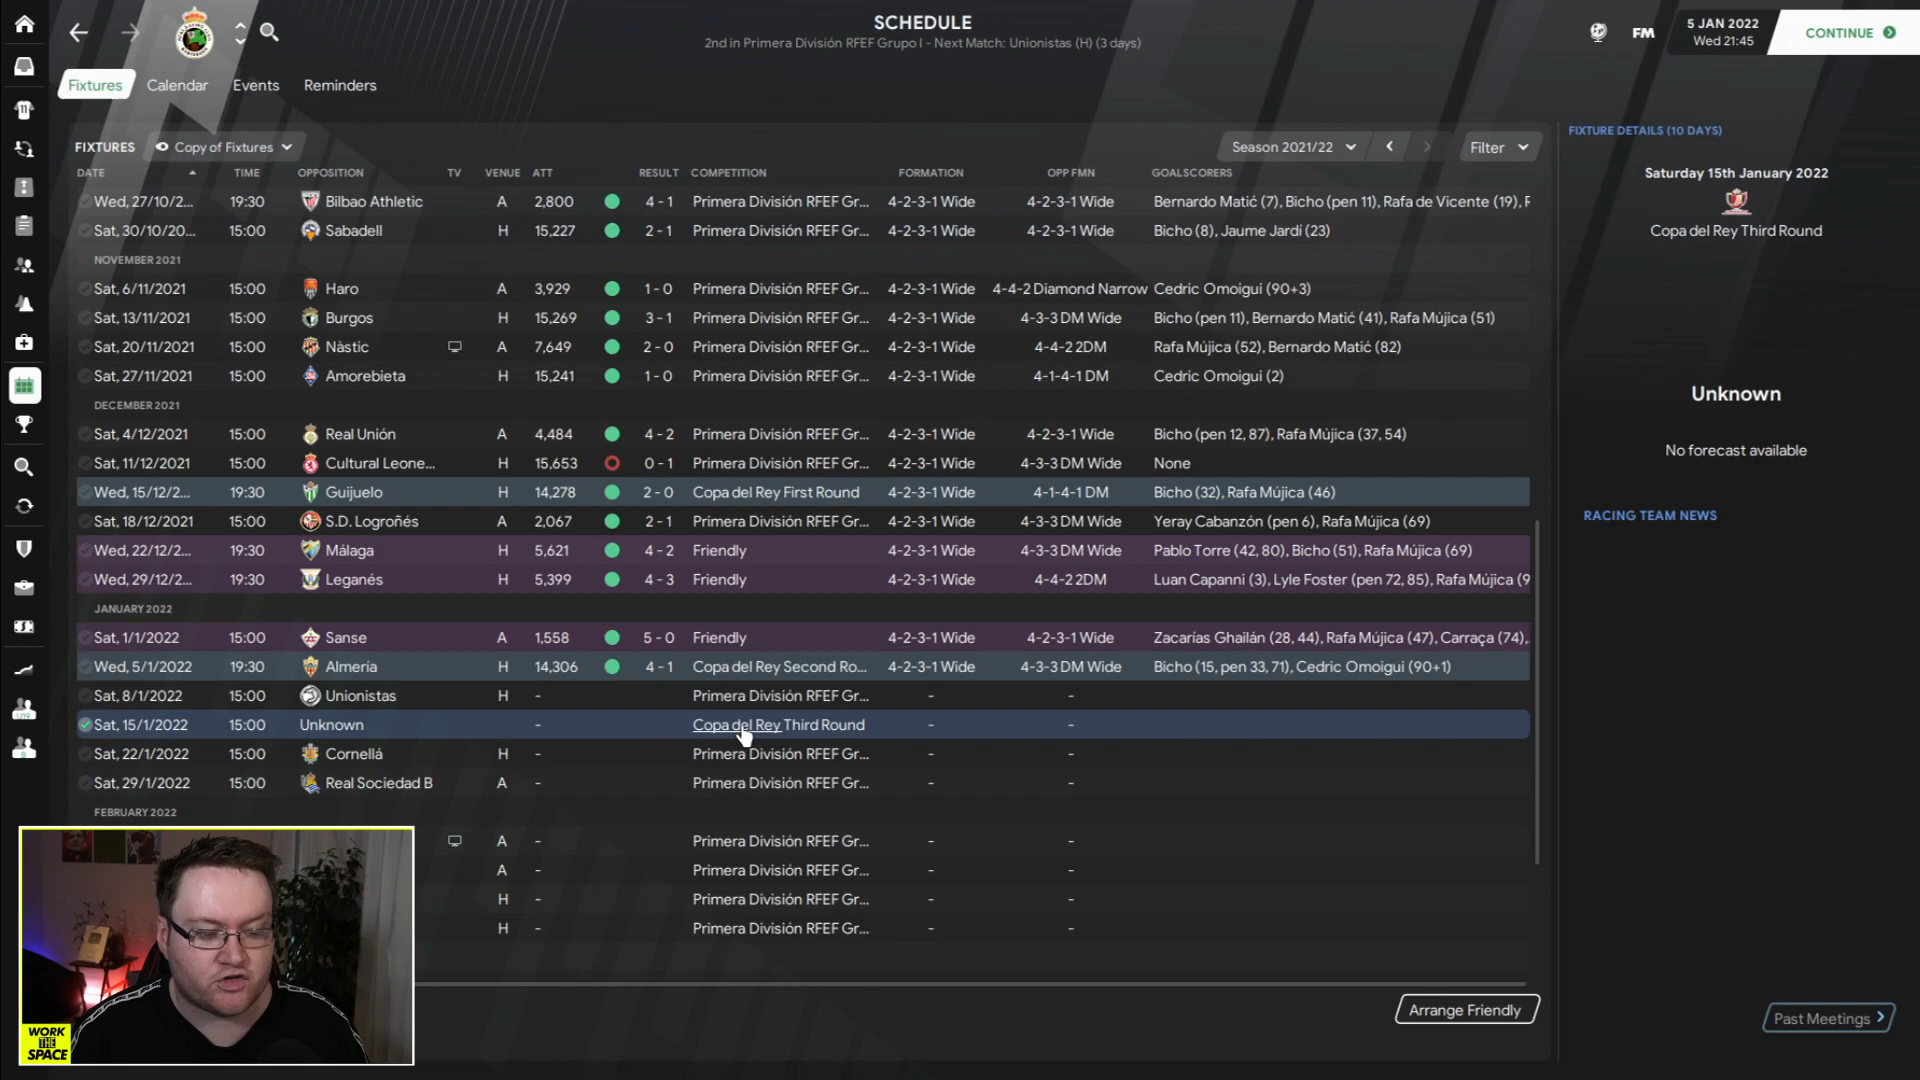 SCHEDULE
2nd in Primera División RFEF Grupo I - Next Match: Unionistas (H) (3 days)
FM
5 JAN 2022
Wed 21:45
CONTINUE
Fixtures
Calendar
Events
Reminders
FIXTURES
Copy of Fixtures
Season 2021/22
Filter
DATE TIME OPPOSITION TV VENUE ATT RESULT COMPETITION FORMATION OPP FMN GOALSCORERS
Wed, 27/10/2... 19:30 Bilbao Athletic A 2,800 4 - 1 Primera División RFEF Gr... 4-2-3-1 Wide 4-2-3-1 Wide Bernardo Matić (7), Bicho (pen 11), Rafa de Vicente (19), F
Sat, 30/10/20... 15:00 Sabadell H 15,227 2 - 1 Primera División RFEF Gr... 4-2-3-1 Wide 4-2-3-1 Wide Bicho (8), Jaume Jardí (23)
NOVEMBER 2021
Sat, 6/11/2021 15:00 Haro A 3,929 1 - 0 Primera División RFEF Gr... 4-2-3-1 Wide 4-4-2 Diamond Narrow Cedric Omoigui (90+3)
Sat, 13/11/2021 15:00 Burgos H 15,269 3 - 1 Primera División RFEF Gr... 4-2-3-1 Wide 4-3-3 DM Wide Bicho (pen 11), Bernardo Matić (41), Rafa Mújica (51)
Sat, 20/11/2021 15:00 Nàstic A 7,649 2 - 0 Primera División RFEF Gr... 4-2-3-1 Wide 4-4-2 2DM Rafa Mújica (52), Bernardo Matić (82)
Sat, 27/11/2021 15:00 Amorebieta H 15,241 1 - 0 Primera División RFEF Gr... 4-2-3-1 Wide 4-1-4-1 DM Cedric Omoigui (2)
DECEMBER 2021
Sat, 4/12/2021 15:00 Real Unión A 4,484 4 - 2 Primera División RFEF Gr... 4-2-3-1 Wide 4-2-3-1 Wide Bicho (pen 12, 87), Rafa Mújica (37, 54)
Sat, 11/12/2021 15:00 Cultural Leone... H 15,653 0 - 1 Primera División RFEF Gr... 4-2-3-1 Wide 4-3-3 DM Wide None
Wed, 15/12/2... 19:30 Guijuelo H 14,278 2 - 0 Copa del Rey First Round 4-2-3-1 Wide 4-1-4-1 DM Bicho (32), Rafa Mújica (46)
Sat, 18/12/2021 15:00 S.D. Logroñés A 2,067 2 - 1 Primera División RFEF Gr... 4-2-3-1 Wide 4-3-3 DM Wide Yeray Cabanzón (pen 6), Rafa Mújica (69)
Wed, 22/12/2... 19:30 Málaga H 5,621 4 - 2 Friendly 4-2-3-1 Wide 4-3-3 DM Wide Pablo Torre (42, 80), Bicho (51), Rafa Mújica (69)
Wed, 29/12/2... 19:30 Leganés H 5,399 4 - 3 Friendly 4-2-3-1 Wide 4-4-2 2DM Luan Capanni (3), Lyle Foster (pen 72, 85), Rafa Mújica (9
JANUARY 2022
Sat, 1/1/2022 15:00 Sanse A 1,558 5 - 0 Friendly 4-2-3-1 Wide 4-2-3-1 Wide Zacarías Ghailán (28, 44), Rafa Mújica (47), Carraça (74),.
Wed, 5/1/2022 19:30 Almería H 14,306 4 - 1 Copa del Rey Second Ro... 4-2-3-1 Wide 4-3-3 DM Wide Bicho (15, pen 33, 71), Cedric Omoigui (90+1)
Sat, 8/1/2022 15:00 Unionistas H - Primera División RFEF Gr... - -
Sat, 15/1/2022 15:00 Unknown - Copa del Rey Third Round - -
Sat, 22/1/2022 15:00 Cornellá H - Primera División RFEF Gr... - -
Sat, 29/1/2022 15:00 Real Sociedad B A - Primera División RFEF Gr... - -
FEBRUARY 2022
A - Primera División RFEF Gr... - -
A - Primera División RFEF Gr... - -
H - Primera División RFEF Gr... - -
H - Primera División RFEF Gr... - -
Arrange Friendly
FIXTURE DETAILS (10 DAYS)
Saturday 15th January 2022
Copa del Rey Third Round
Unknown
No forecast available
RACING TEAM NEWS
Past Meetings
WORK
THE
SPACE